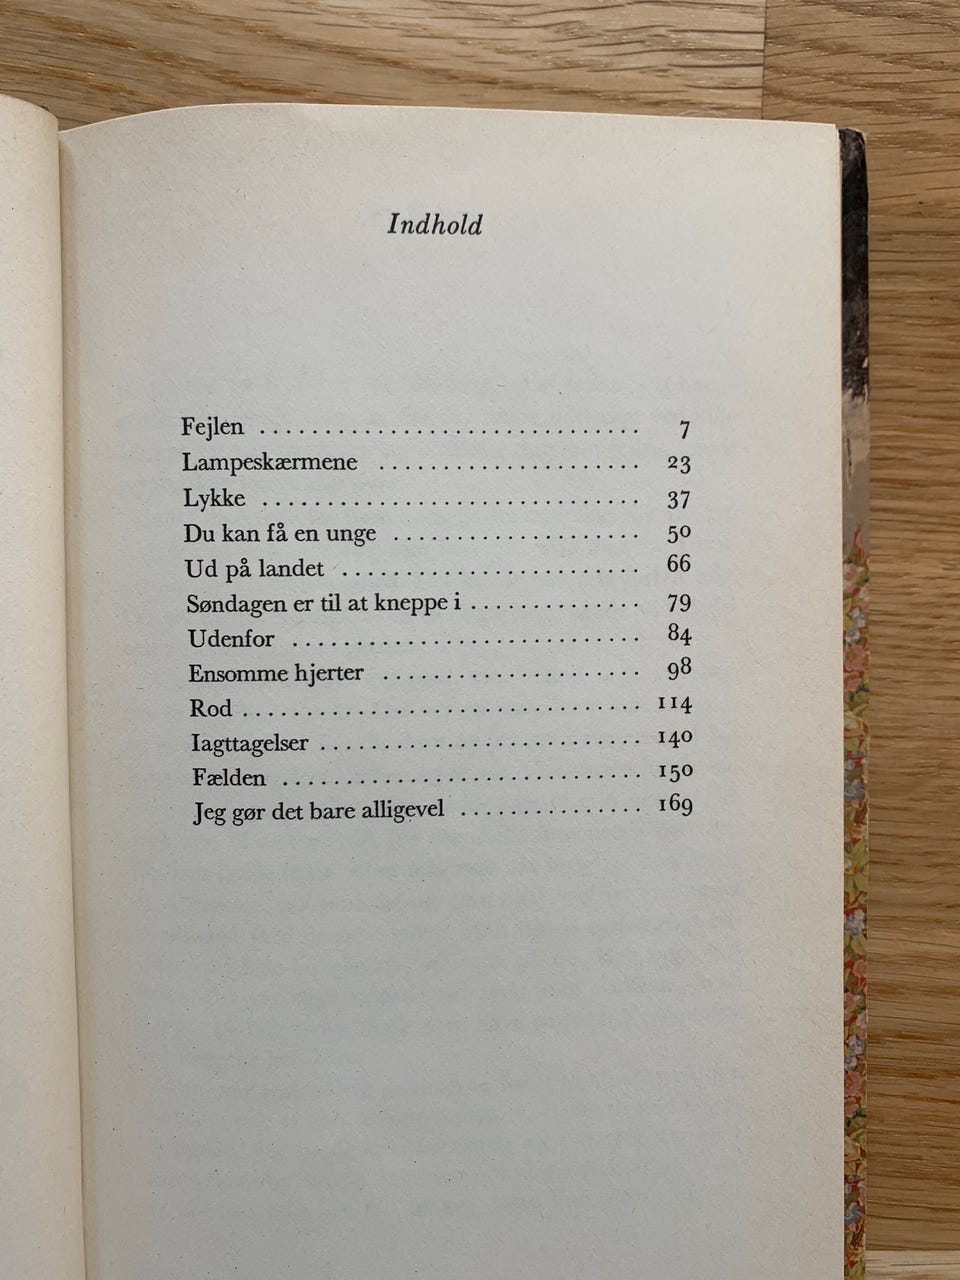 Indhold
Fejlen .............................. 7
Lampeskærmene ..................... 23
Lykke .............................. 37
Du kan få en unge .................... 50
Ud på landet ........................ 66
Søndagen er til at kneppe i .............. 79
Udenfor ............................ 84
Ensomme hjerter ..................... 98
Rod ................................ 114
Iagttagelser .......................... 140
Fælden ............................. 150
Jeg gør det bare alligevel ............... 169